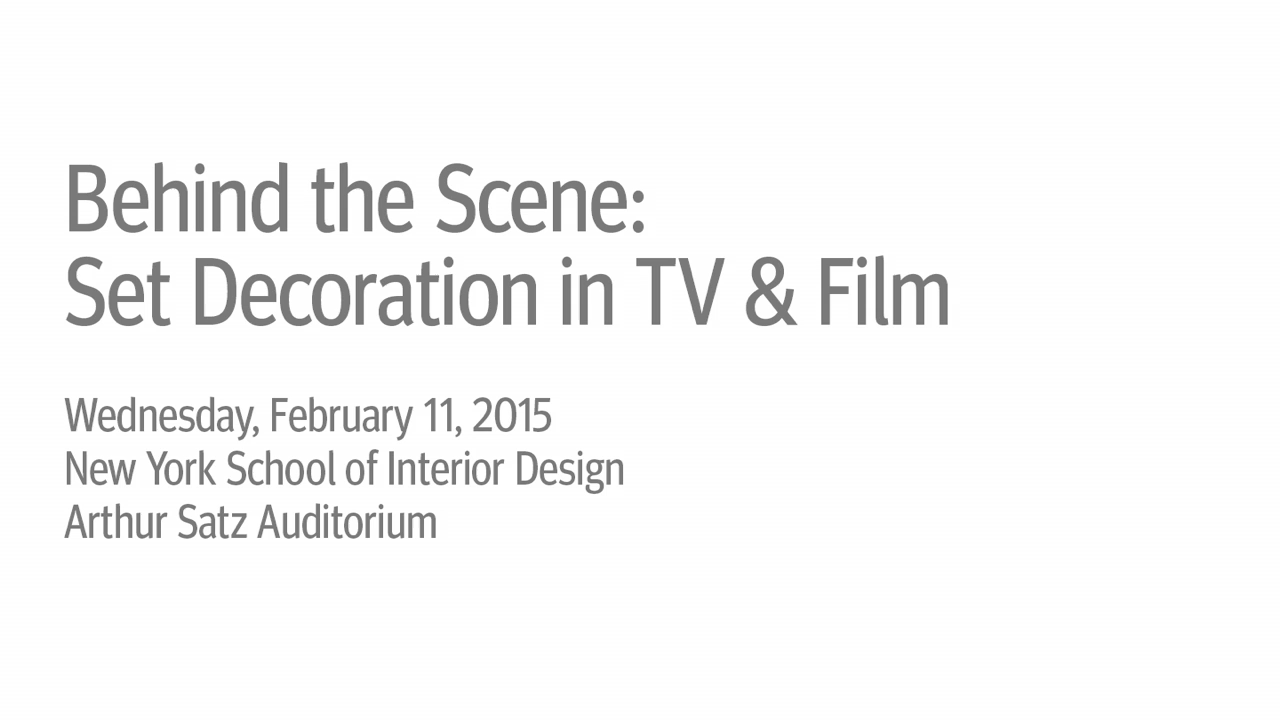 Behind the Scene:
Set Decoration in TV & Film
Wednesday, February 11, 2015
New York School of Interior Design
Arthur Satz Auditorium